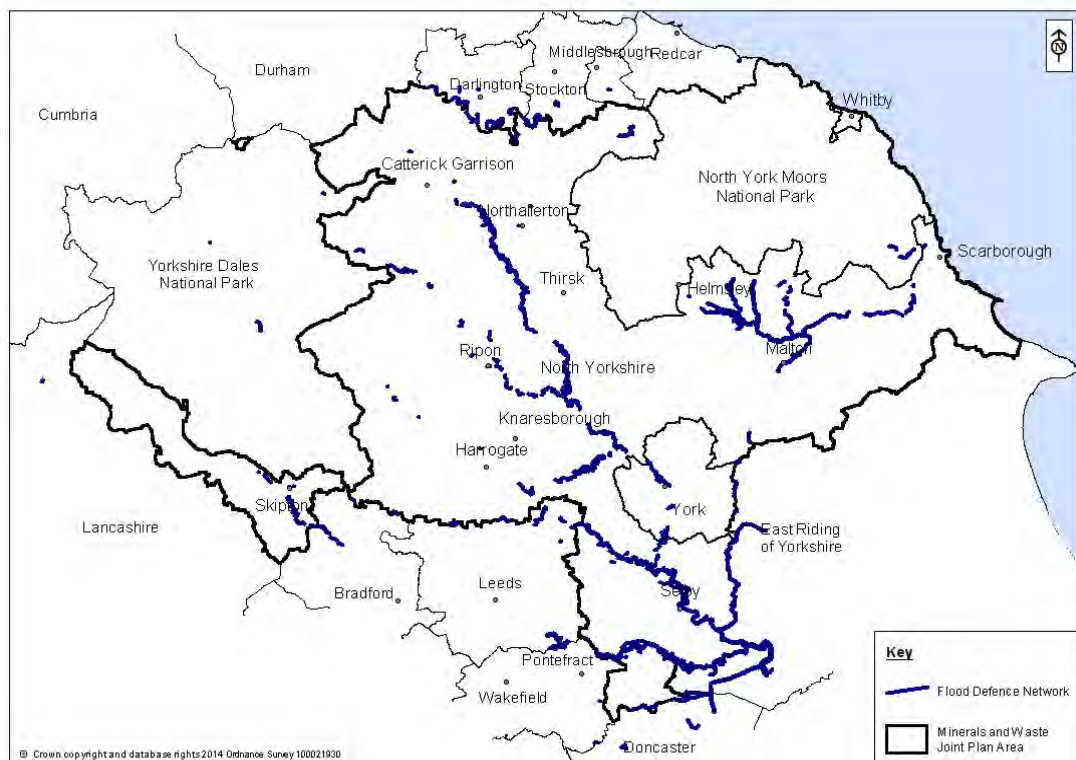 N
Middlesbrough
Redcar
Durham
Darlington
Stockton
Cumbria
Whitby
Catterick Garrison
North York Moors
National Park
Northallerton
Scarborough
Yorkshire Dales
National Park
Thirsk
Helmsley
Ripon
North Yorkshire
Malton
Knaresborough
Harrogate
Skipton
York
Lancashire
East Riding
of Yorkshire
Bradford
Leeds
Selby
Pontefract
Wakefield
Doncaster
Key
Flood Defence Network
Minerals and Waste
Joint Plan Area
© Crown copyright and database rights 2014 Ordnance Survey 100021930